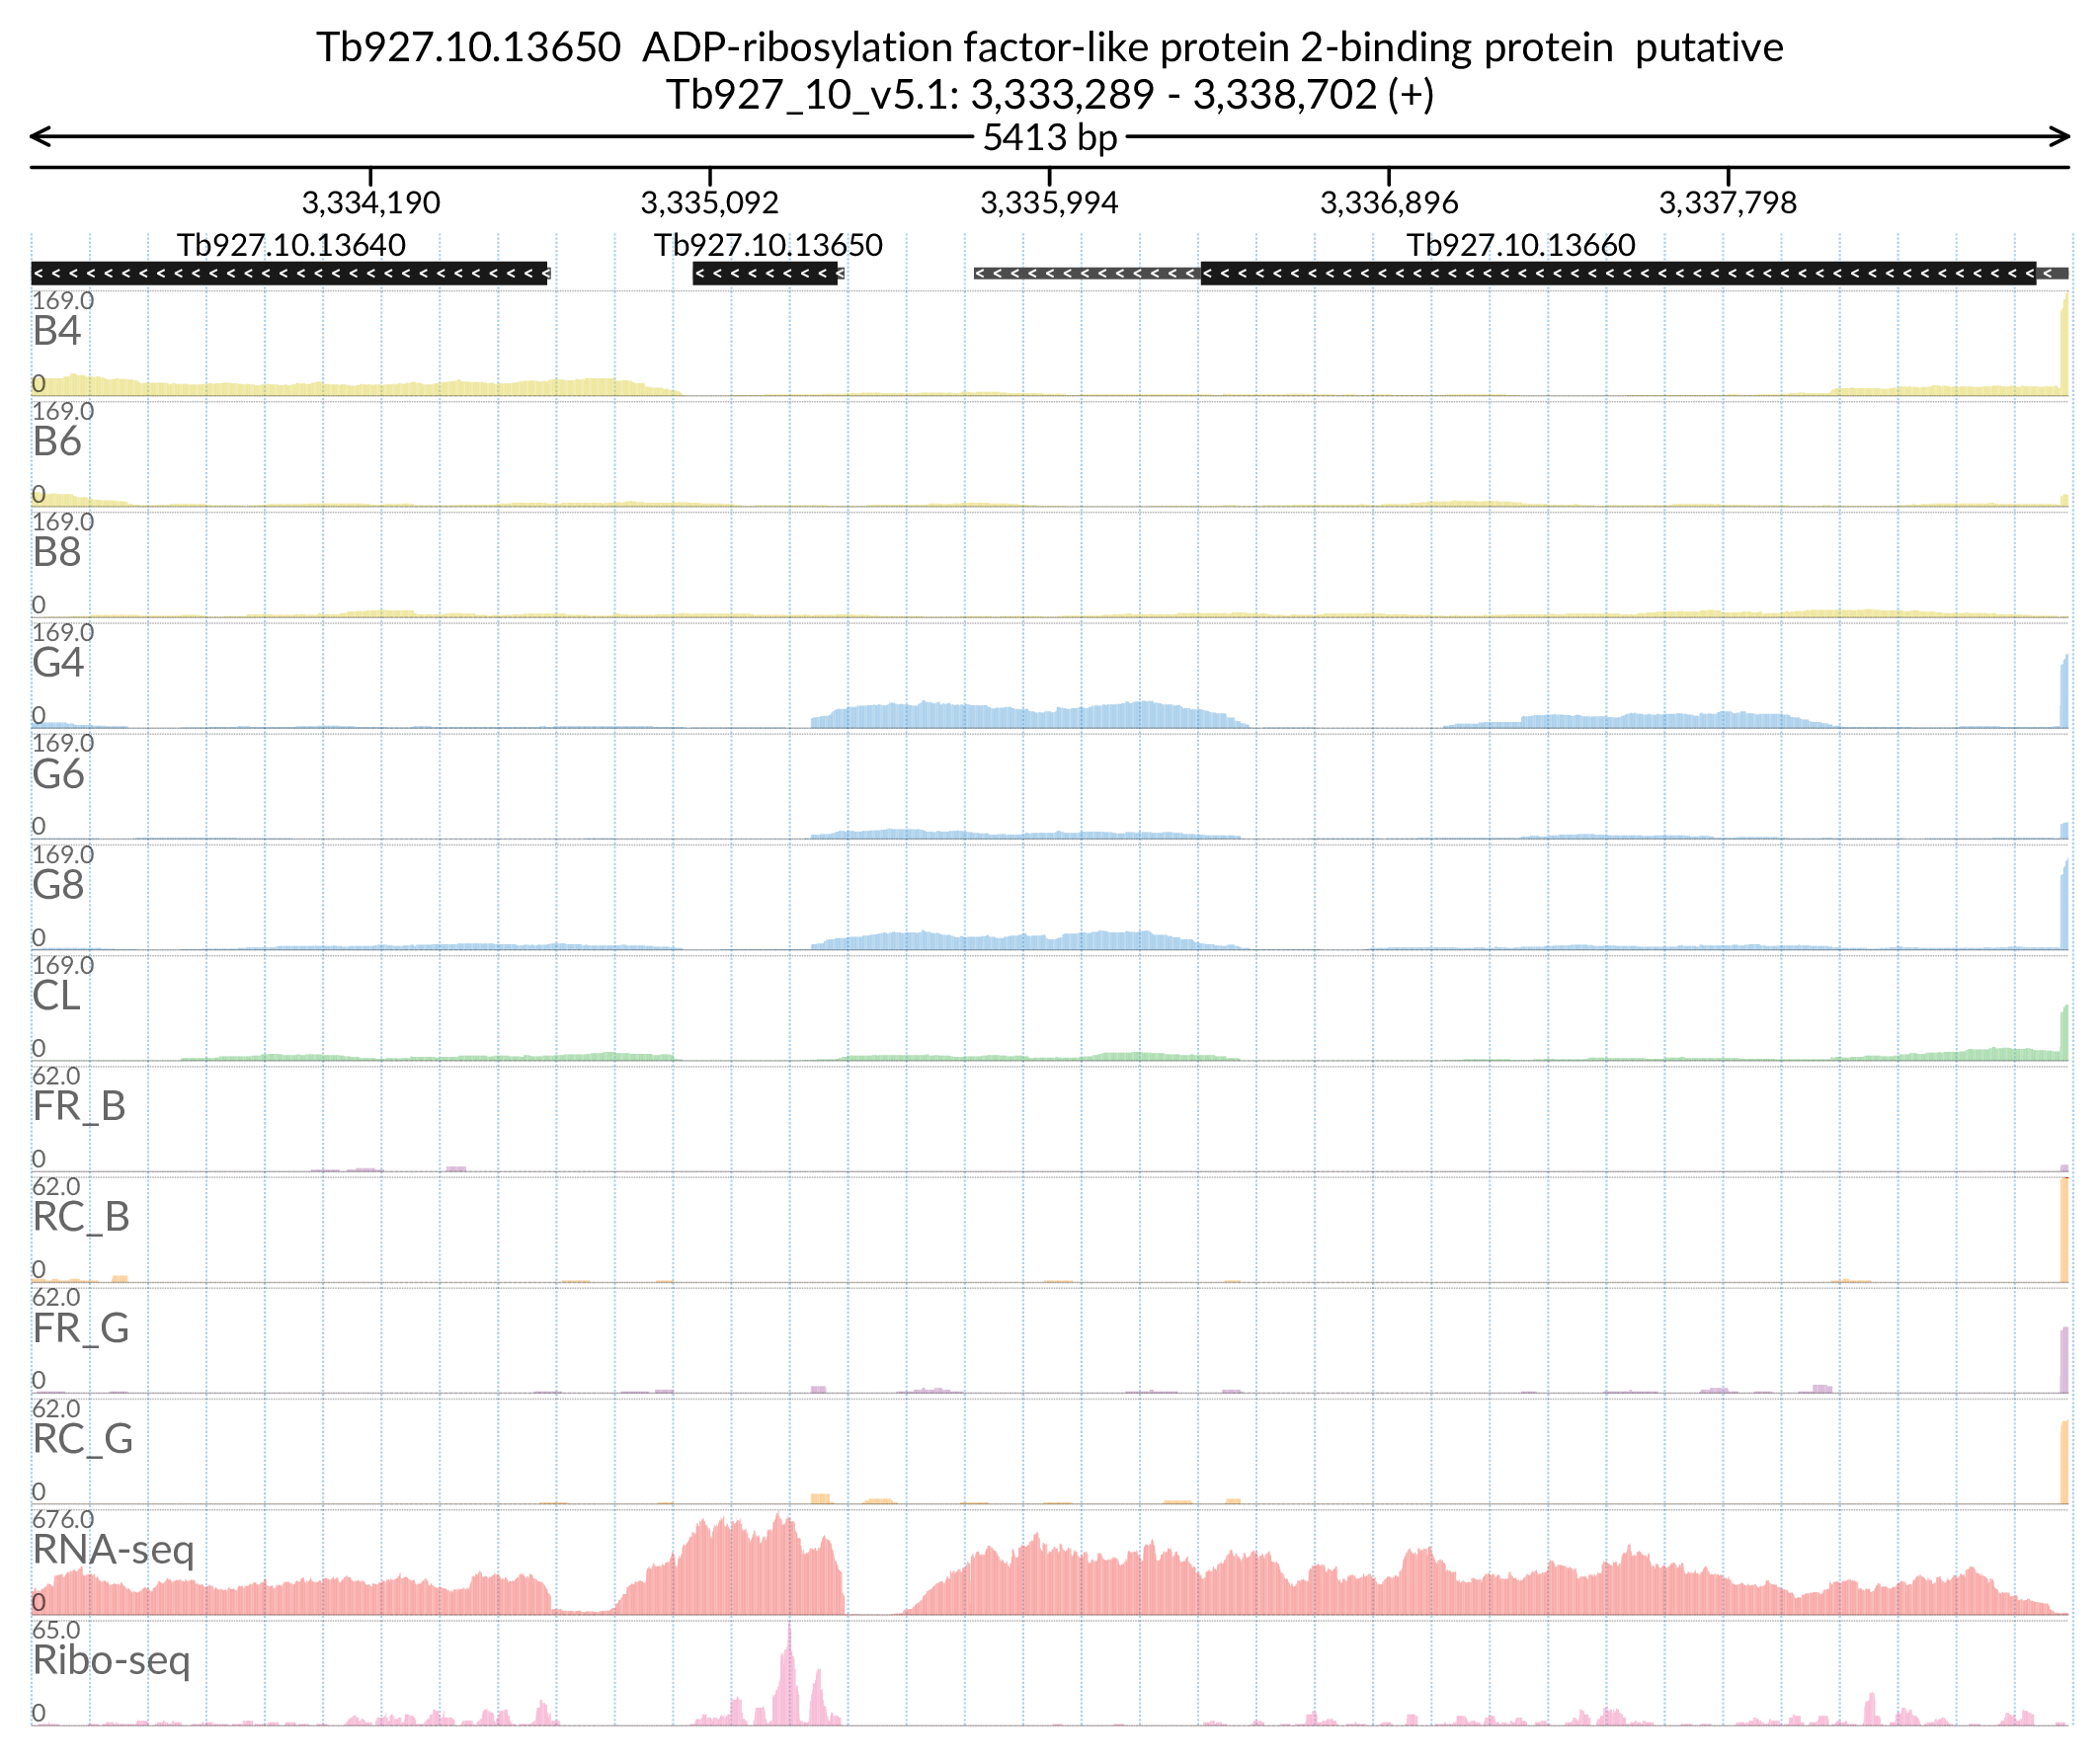 Tb927.10.13650  ADP-ribosylation factor-like protein 2-binding protein  putative
Tb927_10_v5.1: 3,333,289 - 3,338,702 (+)
5413 bp
3,334,190 3,335,092 3,335,994 3,336,896 3,337,798
Tb927.10.13640 Tb927.10.13650 Tb927.10.13660
169.0
B4
0
169.0
B6
0
169.0
B8
0
169.0
G4
0
169.0
G6
0
169.0
G8
0
169.0
CL
0
62.0
FR_B
0
62.0
RC_B
0
62.0
FR_G
0
62.0
RC_G
0
676.0
RNA-seq
0
65.0
Ribo-seq
0